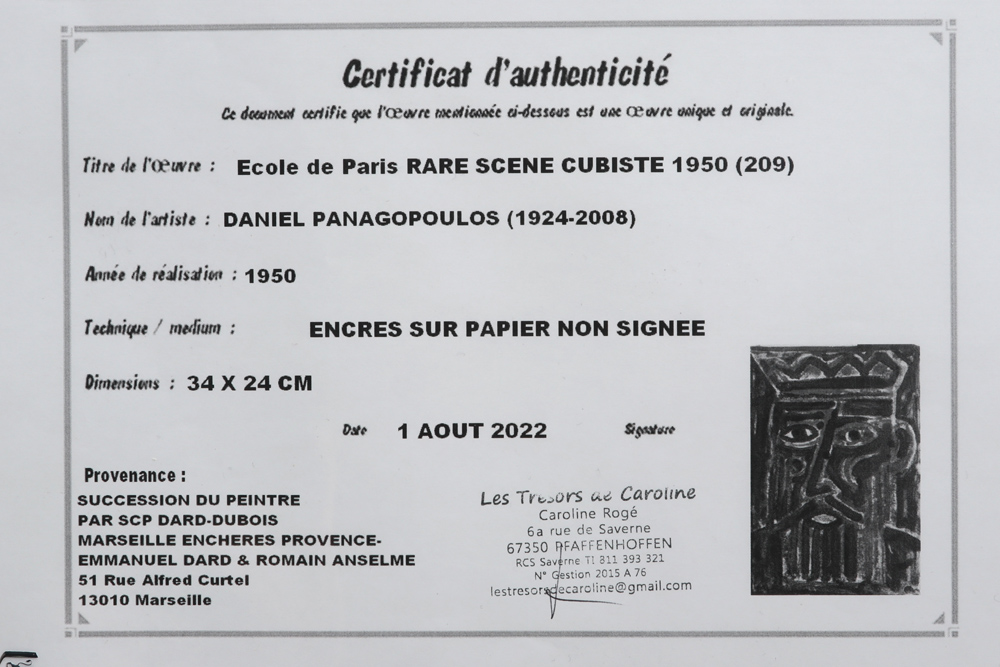 Certificat d'authenticité
Ce document certifie que l'œuvre mentionnée ci-dessous est une œuvre unique et originale.
Titre de l'œuvre : Ecole de Paris RARE SCENE CUBISTE 1950 (209)
Nom de l'artiste : DANIEL PANAGOPOULOS (1924-2008)
Année de réalisation : 1950
Technique / medium : ENCRES SUR PAPIER NON SIGNEE
Dimensions : 34 X 24 CM
Date 1 AOUT 2022 Signature
Provenance :
SUCCESSION DU PEINTRE
PAR SCP DARD-DUBOIS
MARSEILLE ENCHERES PROVENCE-
EMMANUEL DARD & ROMAIN ANSELME
51 Rue Alfred Curtel
13010 Marseille
Les Trésors de Caroline
Caroline Rogé
6a rue de Saverne
67350 PFAFFENHOFFEN
RCS Saverne TI 811 393 321
N° Gestion 2015 A 76
lestresorsdecaroline@gmail.com